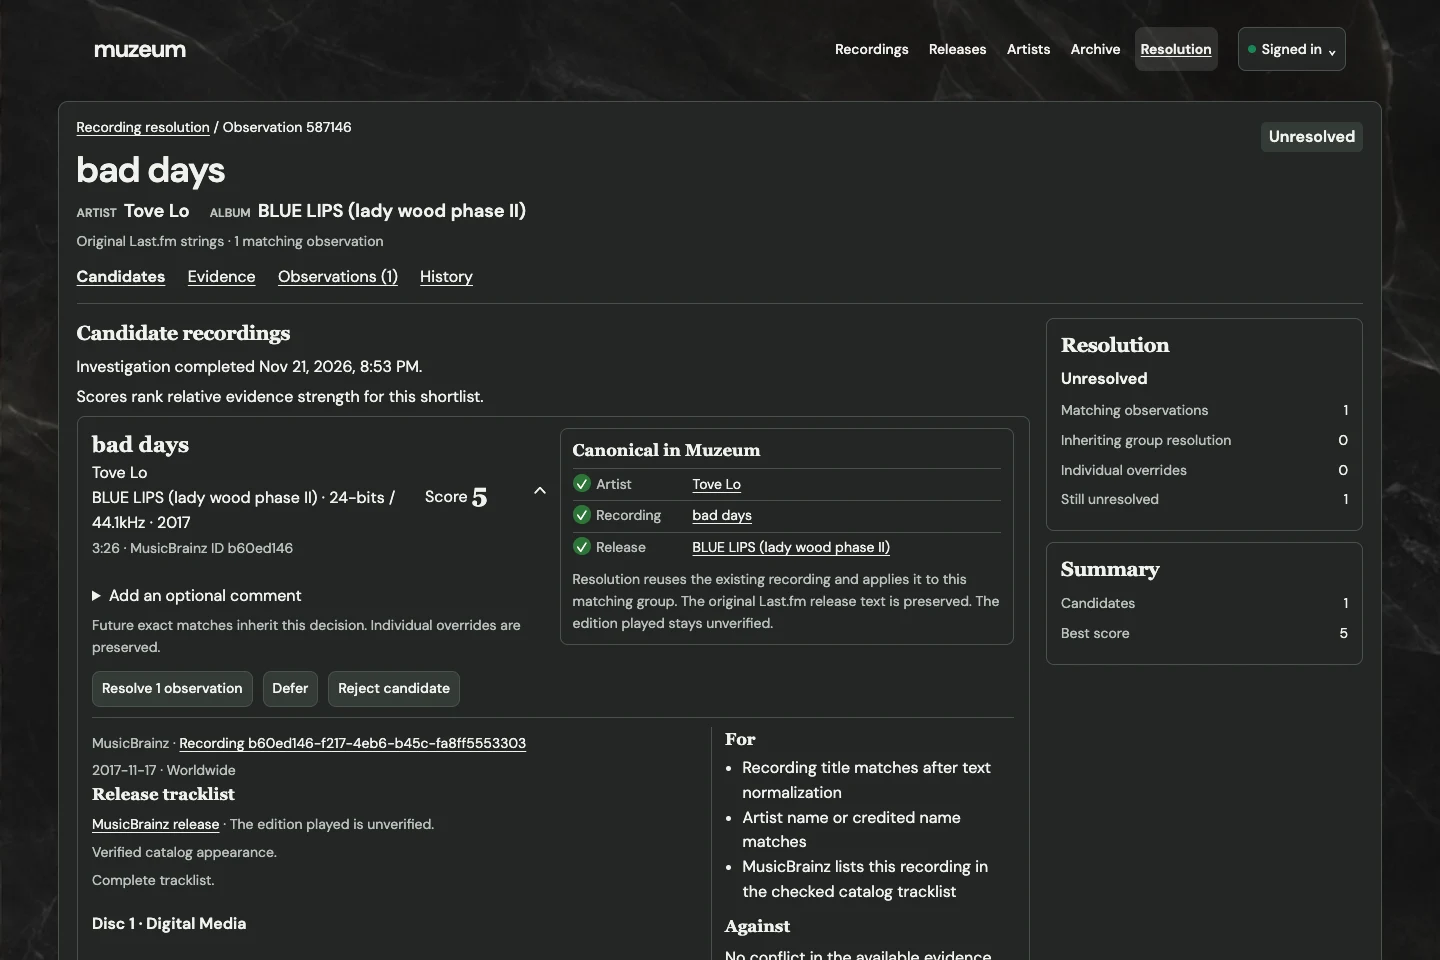 muzeum
Recordings Releases Artists Archive Resolution Signed in
Recording resolution / Observation 587146
Unresolved
bad days
ARTIST Tove Lo ALBUM BLUE LIPS (lady wood phase II)
Original Last.fm strings · 1 matching observation
Candidates Evidence Observations (1) History
Candidate recordings
Investigation completed Nov 21, 2026, 8:53 PM.
Scores rank relative evidence strength for this shortlist.
bad days
Tove Lo
BLUE LIPS (lady wood phase II) · 24-bits /
44.1kHz · 2017
3:26 · MusicBrainz ID b60ed146
Score 5
Add an optional comment
Future exact matches inherit this decision. Individual overrides are
preserved.
Resolve 1 observation Defer Reject candidate
Canonical in Muzeum
Artist Tove Lo
Recording bad days
Release BLUE LIPS (lady wood phase II)
Resolution reuses the existing recording and applies it to this
matching group. The original Last.fm release text is preserved. The
edition played stays unverified.
MusicBrainz · Recording b60ed146-f217-4eb6-b45c-fa8ff5553303
2017-11-17 · Worldwide
Release tracklist
MusicBrainz release · The edition played is unverified.
Verified catalog appearance.
Complete tracklist.
Disc 1 · Digital Media
For
• Recording title matches after text
normalization
• Artist name or credited name
matches
• MusicBrainz lists this recording in
the checked catalog tracklist
Against
No conflict in the available evidence
Resolution
Unresolved
Matching observations 1
Inheriting group resolution 0
Individual overrides 0
Still unresolved 1
Summary
Candidates 1
Best score 5